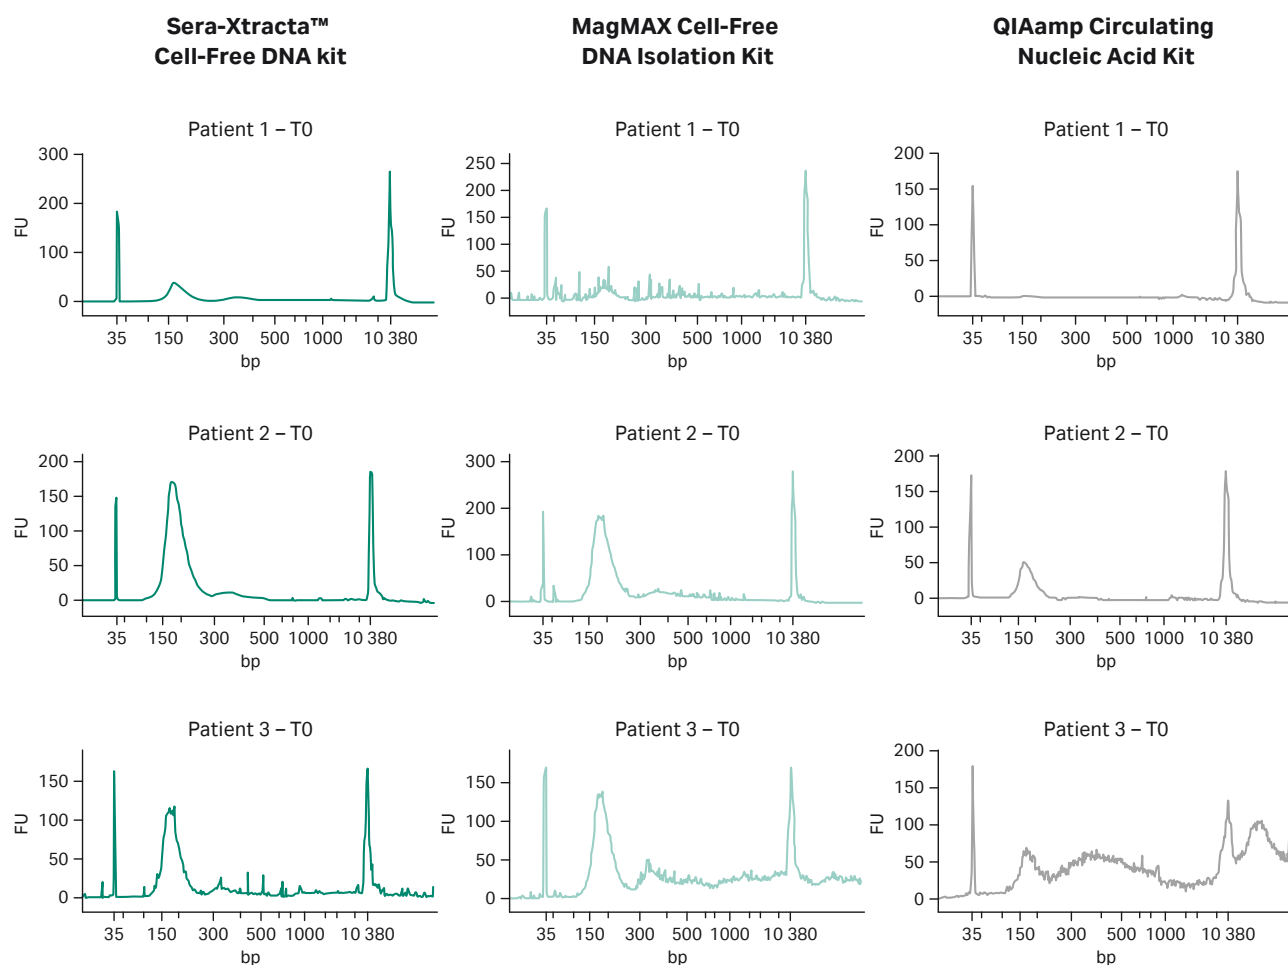 Sera-Xtracta™
Cell-Free DNA kit
MagMAX Cell-Free
DNA Isolation Kit
QIAamp Circulating
Nucleic Acid Kit
Patient 1 – T0
300
200
100
0
FU
35 150 300 500 1000 10 380
bp
Patient 1 – T0
250
200
150
100
50
0
FU
35 150 300 500 1000 10 380
bp
Patient 1 – T0
200
150
100
50
0
FU
35 150 300 500 1000 10 380
bp
Patient 2 – T0
200
150
100
50
0
FU
35 150 300 500 1000 10 380
bp
Patient 2 – T0
300
200
100
0
FU
35 150 300 500 1000 10 380
bp
Patient 2 – T0
200
150
100
50
0
FU
35 150 300 500 1000 10 380
bp
Patient 3 – T0
150
100
50
0
FU
35 150 300 500 1000 10 380
bp
Patient 3 – T0
150
100
50
0
FU
35 150 300 500 1000 10 380
bp
Patient 3 – T0
200
150
100
50
0
FU
35 150 300 500 1000 10 380
bp